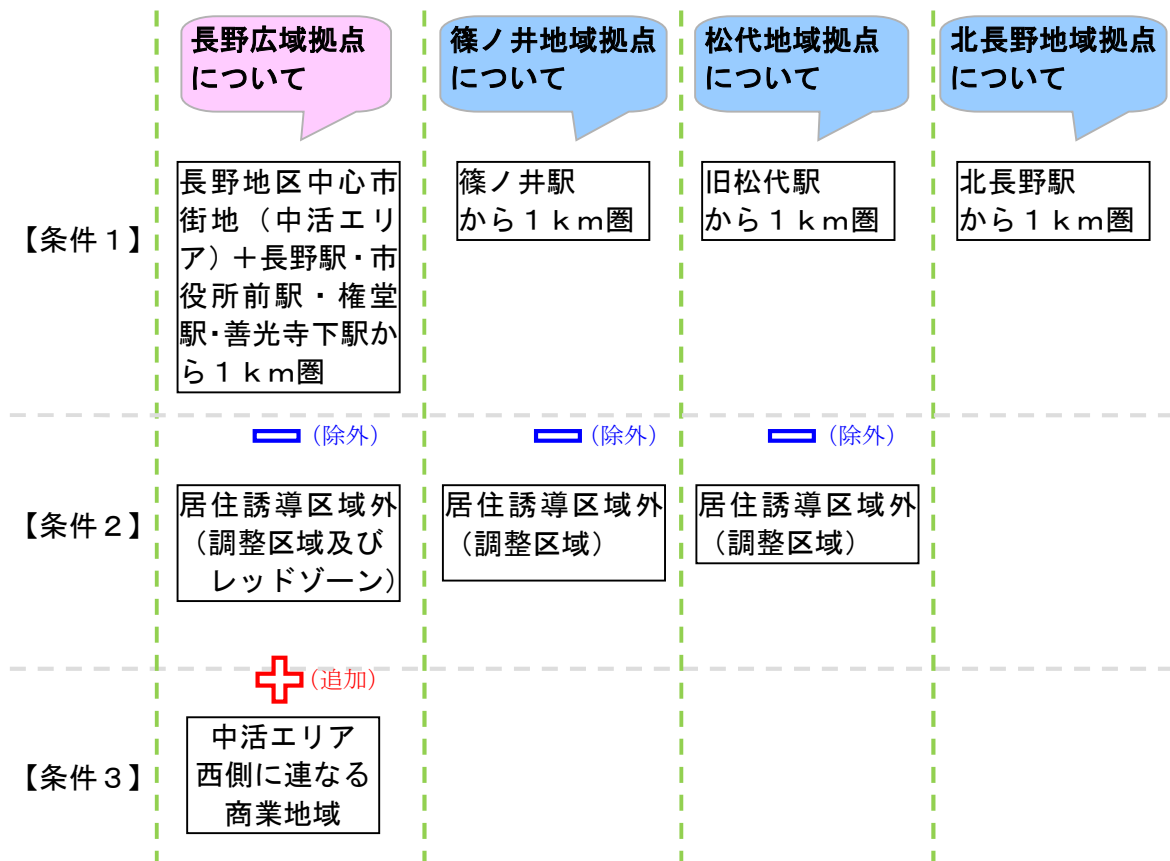 長野広域拠点
について
篠ノ井地域拠点
について
松代地域拠点
について
北長野地域拠点
について
【条件１】
長野地区中心市
街地（中活エリ
ア）＋長野駅・市
役所前駅・権堂
駅・善光寺下駅か
ら１ｋｍ圏
篠ノ井駅
から１ｋｍ圏
旧松代駅
から１ｋｍ圏
北長野駅
から１ｋｍ圏
（除外）
（除外）
（除外）
【条件２】
居住誘導区域外
（調整区域及び
レッドゾーン）
居住誘導区域外
（調整区域）
居住誘導区域外
（調整区域）
（追加）
【条件３】
中活エリア
西側に連なる
商業地域